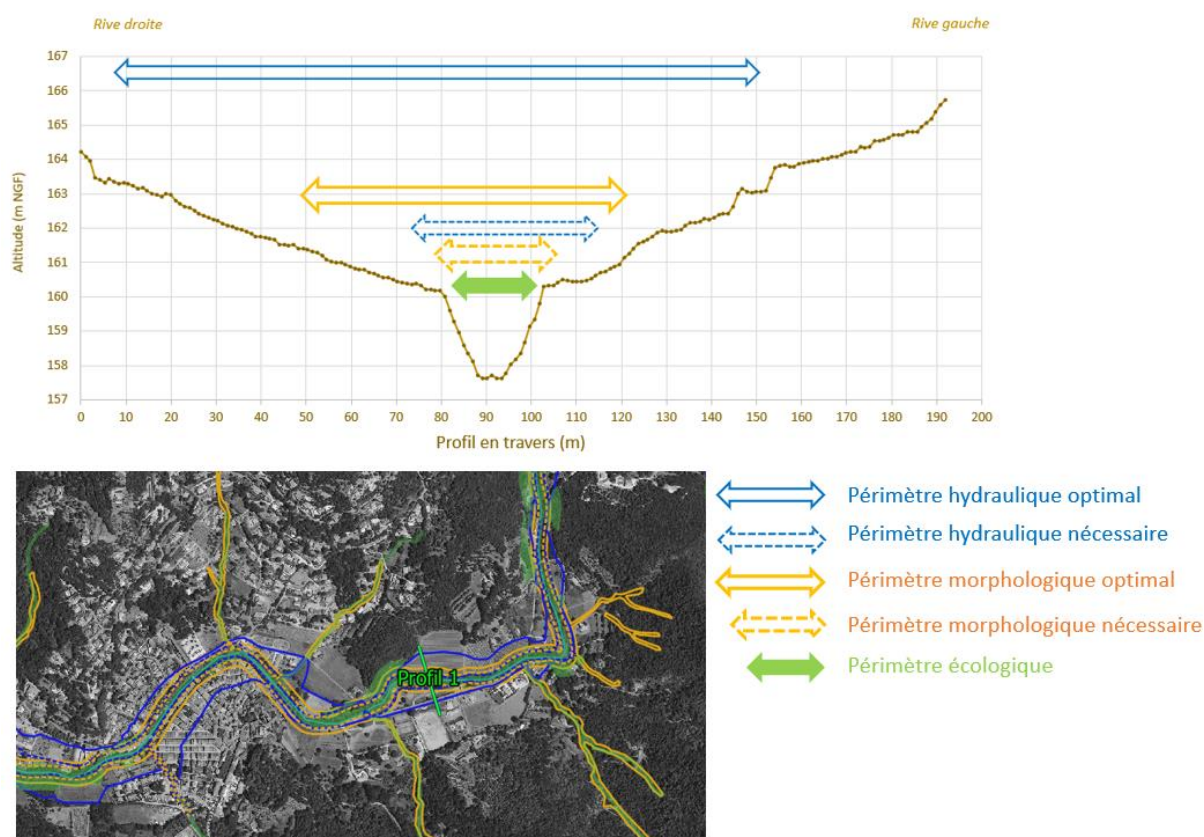 Rive droite
Rive gauche
167
166
165
164
163
162
161
160
159
158
157
Altitude (m NGF)
0 10 20 30 40 50 60 70 80 90 100 110 120 130 140 150 160 170 180 190 200
Profil en travers (m)
Profil 1
Périmètre hydraulique optimal
Périmètre hydraulique nécessaire
Périmètre morphologique optimal
Périmètre morphologique nécessaire
Périmètre écologique